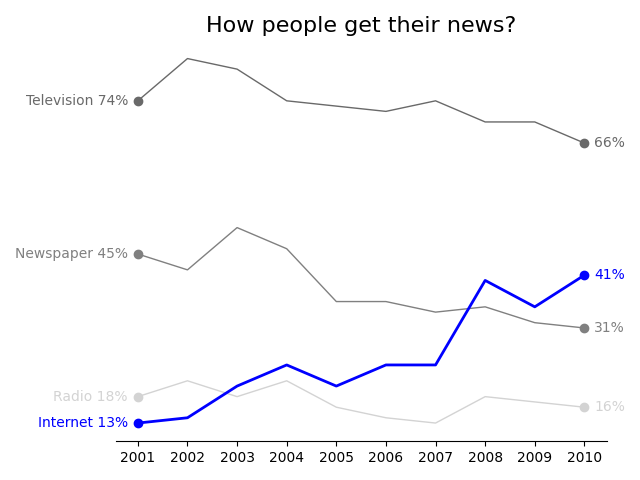 How people get their news?
Television 74%
66%
Newspaper 45%
41%
31%
Radio 18%
16%
Internet 13%
2001 2002 2003 2004 2005 2006 2007 2008 2009 2010